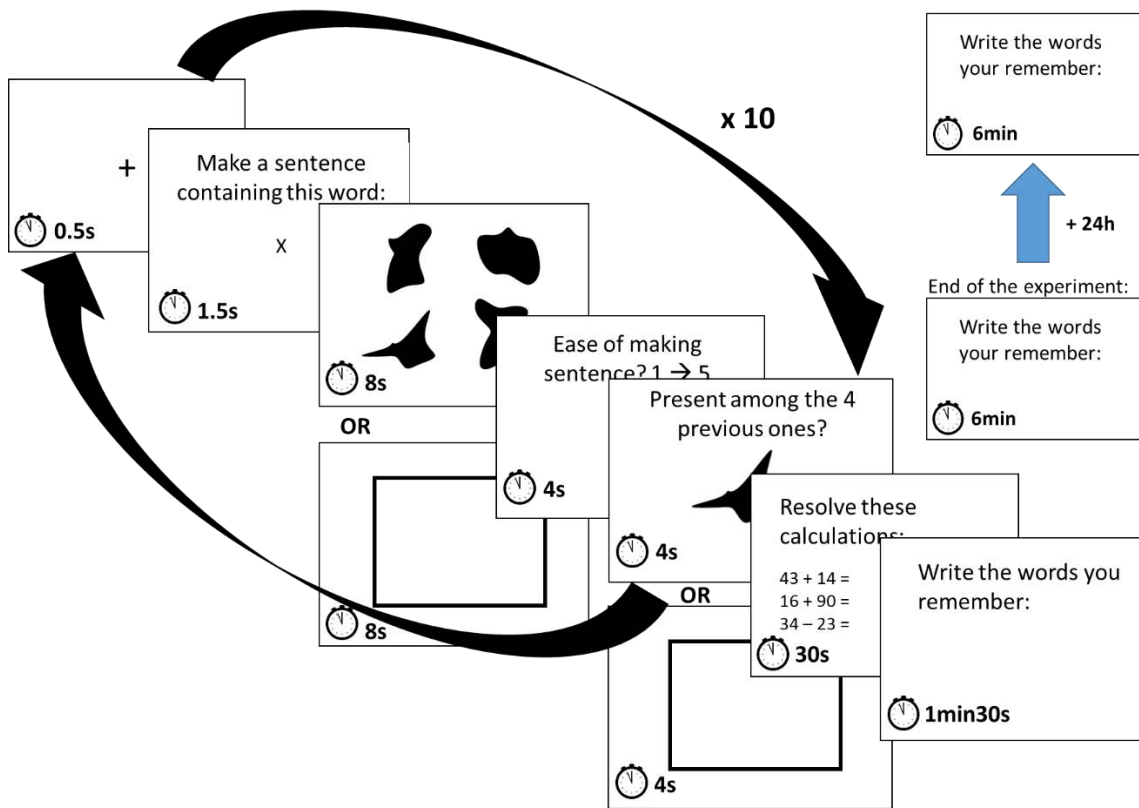 +
0.5s
Make a sentence
containing this word:
X
1.5s
8s
OR
8s
Ease of making
sentence? 1 → 5
4s
x 10
Present among the 4
previous ones?
4s
OR
4s
Resolve these
calculations:
43 + 14 =
16 + 90 =
34 – 23 =
30s
Write the words you
remember:
1min30s
Write the words
your remember:
6min
+ 24h
End of the experiment:
Write the words
your remember:
6min